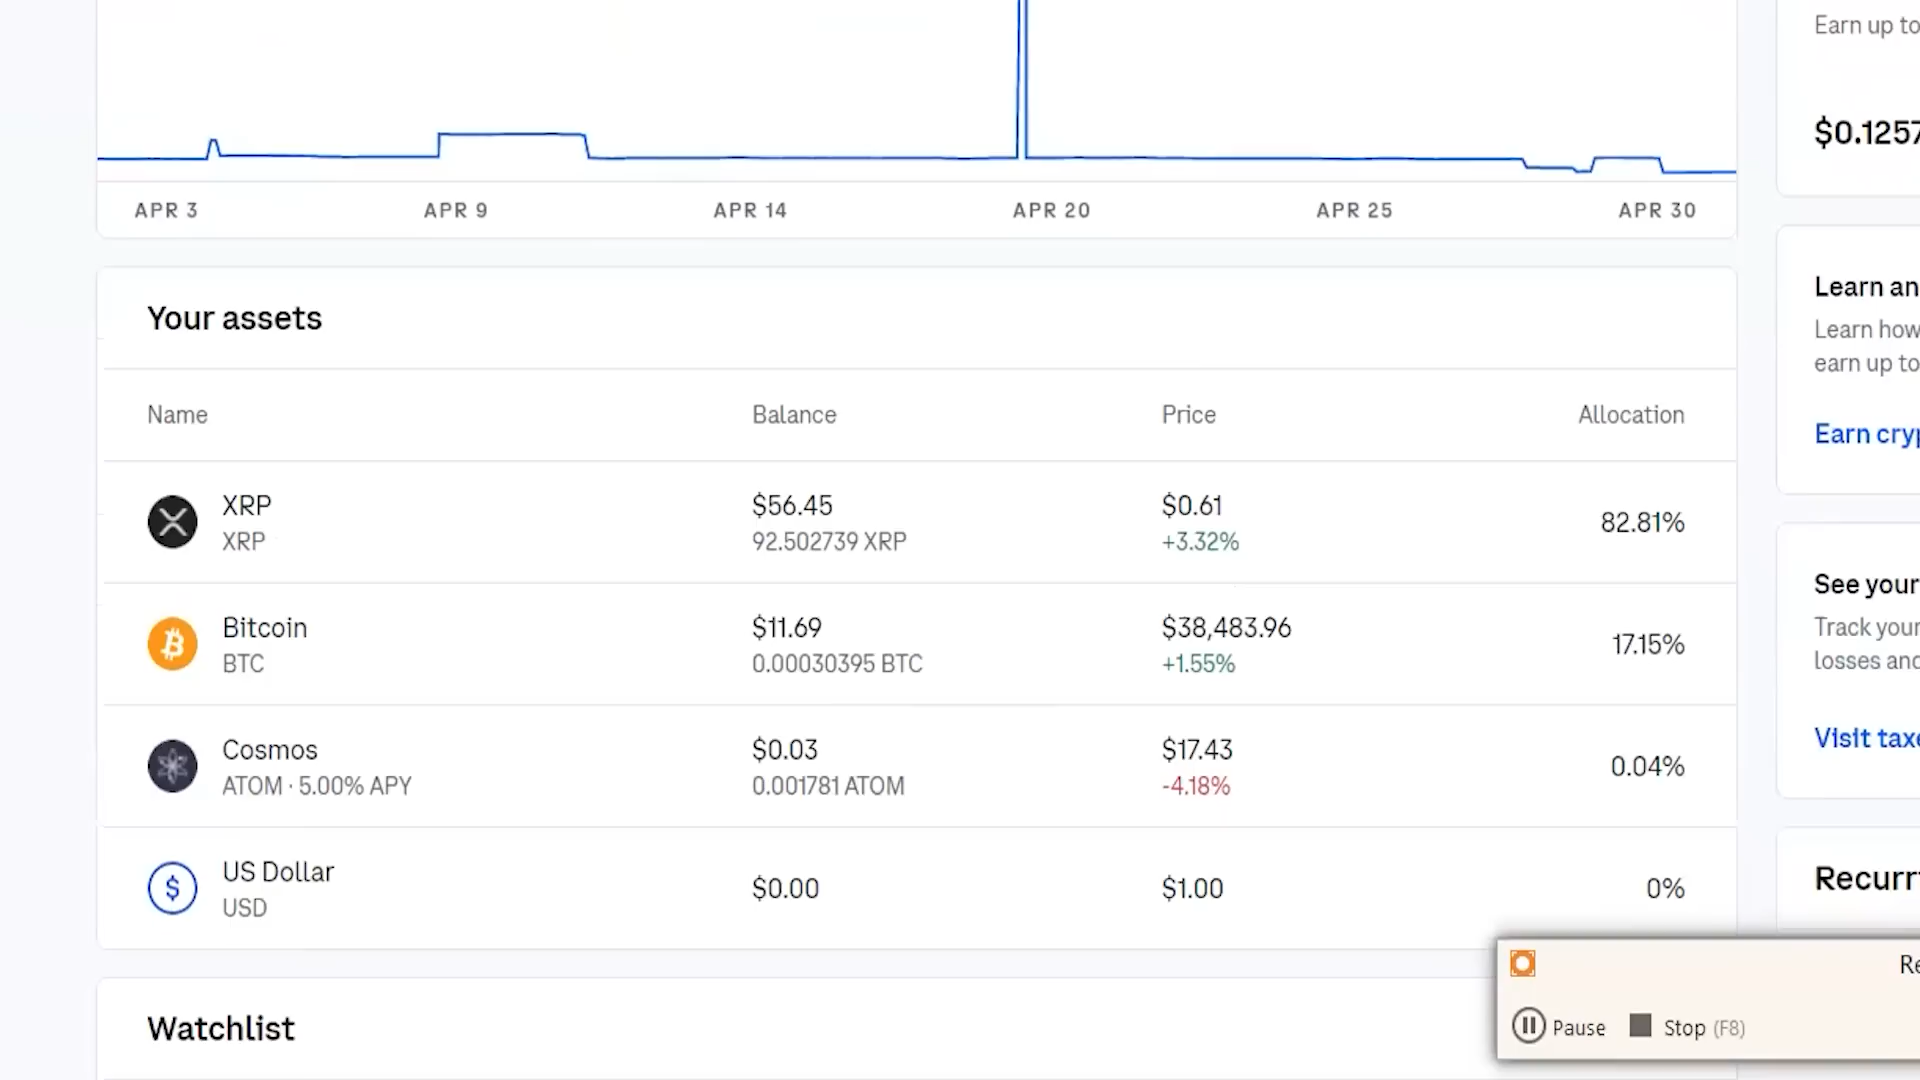 Earn up to
$0.1257
APR 3
APR 9
APR 14
APR 20
APR 25
APR 30
Your assets
Name
Balance
Price
Allocation
XRP
XRP
$56.45
92.502739 XRP
$0.61
+3.32%
82.81%
Bitcoin
BTC
$11.69
0.00030395 BTC
$38,483.96
+1.55%
17.15%
Cosmos
ATOM · 5.00% APY
$0.03
0.001781 ATOM
$17.43
-4.18%
0.04%
US Dollar
USD
$0.00
$1.00
0%
Watchlist
Learn an
Learn how
earn up to
Earn cryp
See your
Track your
losses and
Visit taxe
Recurr
Re
Pause
Stop (F8)